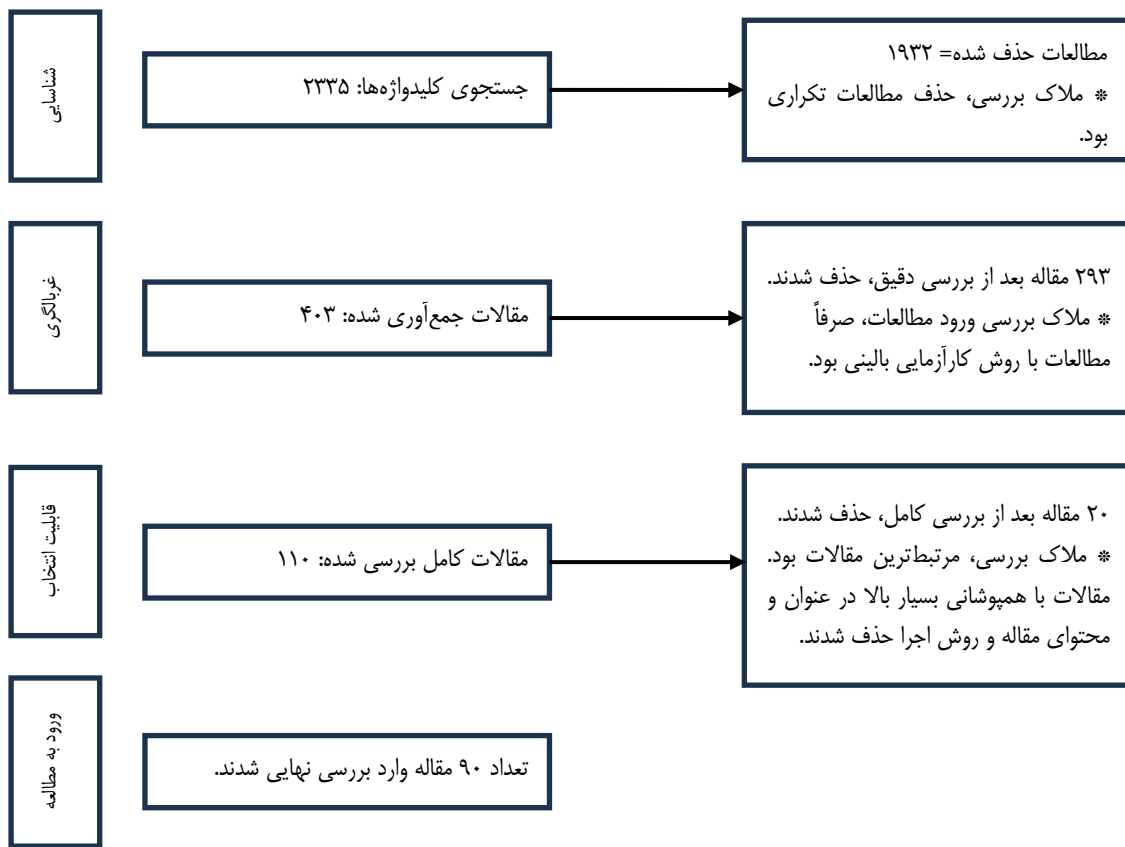 شناسایی
جستجوی کلیدواژه‌ها: ۲۳۳۵
مطالعات حذف شده= ۱۹۳۲
* ملاک بررسی، حذف مطالعات تکراری
بود.
غربالگری
مقالات جمع‌آوری شده: ۴۰۳
۲۹۳ مقاله بعد از بررسی دقیق، حذف شدند.
* ملاک بررسی ورود مطالعات، صرفاً
مطالعات با روش کارآزمایی بالینی بود.
قابلیت انتخاب
مقالات کامل بررسی شده: ۱۱۰
۲۰ مقاله بعد از بررسی کامل، حذف شدند.
* ملاک بررسی، مرتبط‌ترین مقالات بود.
مقالات با همپوشانی بسیار بالا در عنوان و
محتوای مقاله و روش اجرا حذف شدند.
ورود به مطالعه
تعداد ۹۰ مقاله وارد بررسی نهایی شدند.